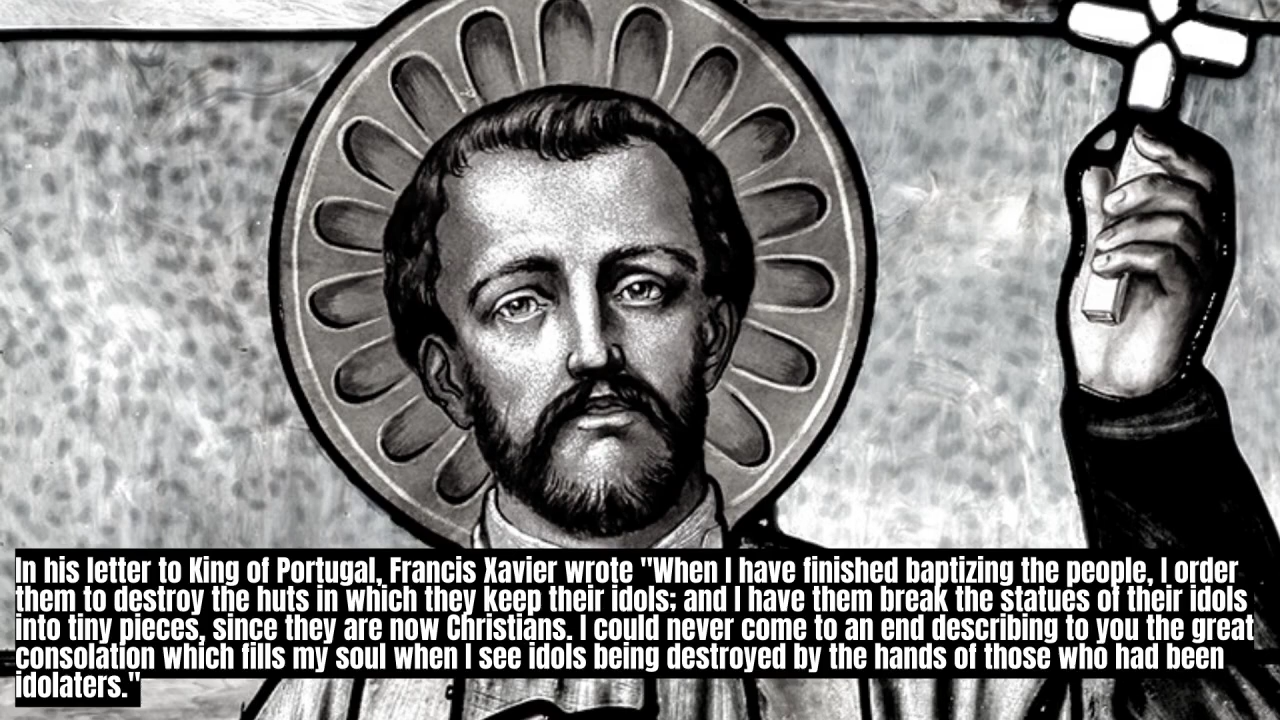 In his letter to King of Portugal, Francis Xavier wrote "When I have finished baptizing the people, I order
them to destroy the huts in which they keep their idols; and I have them break the statues of their idols
into tiny pieces, since they are now Christians. I could never come to an end describing to you the great
consolation which fills my soul when I see idols being destroyed by the hands of those who had been
idolaters."